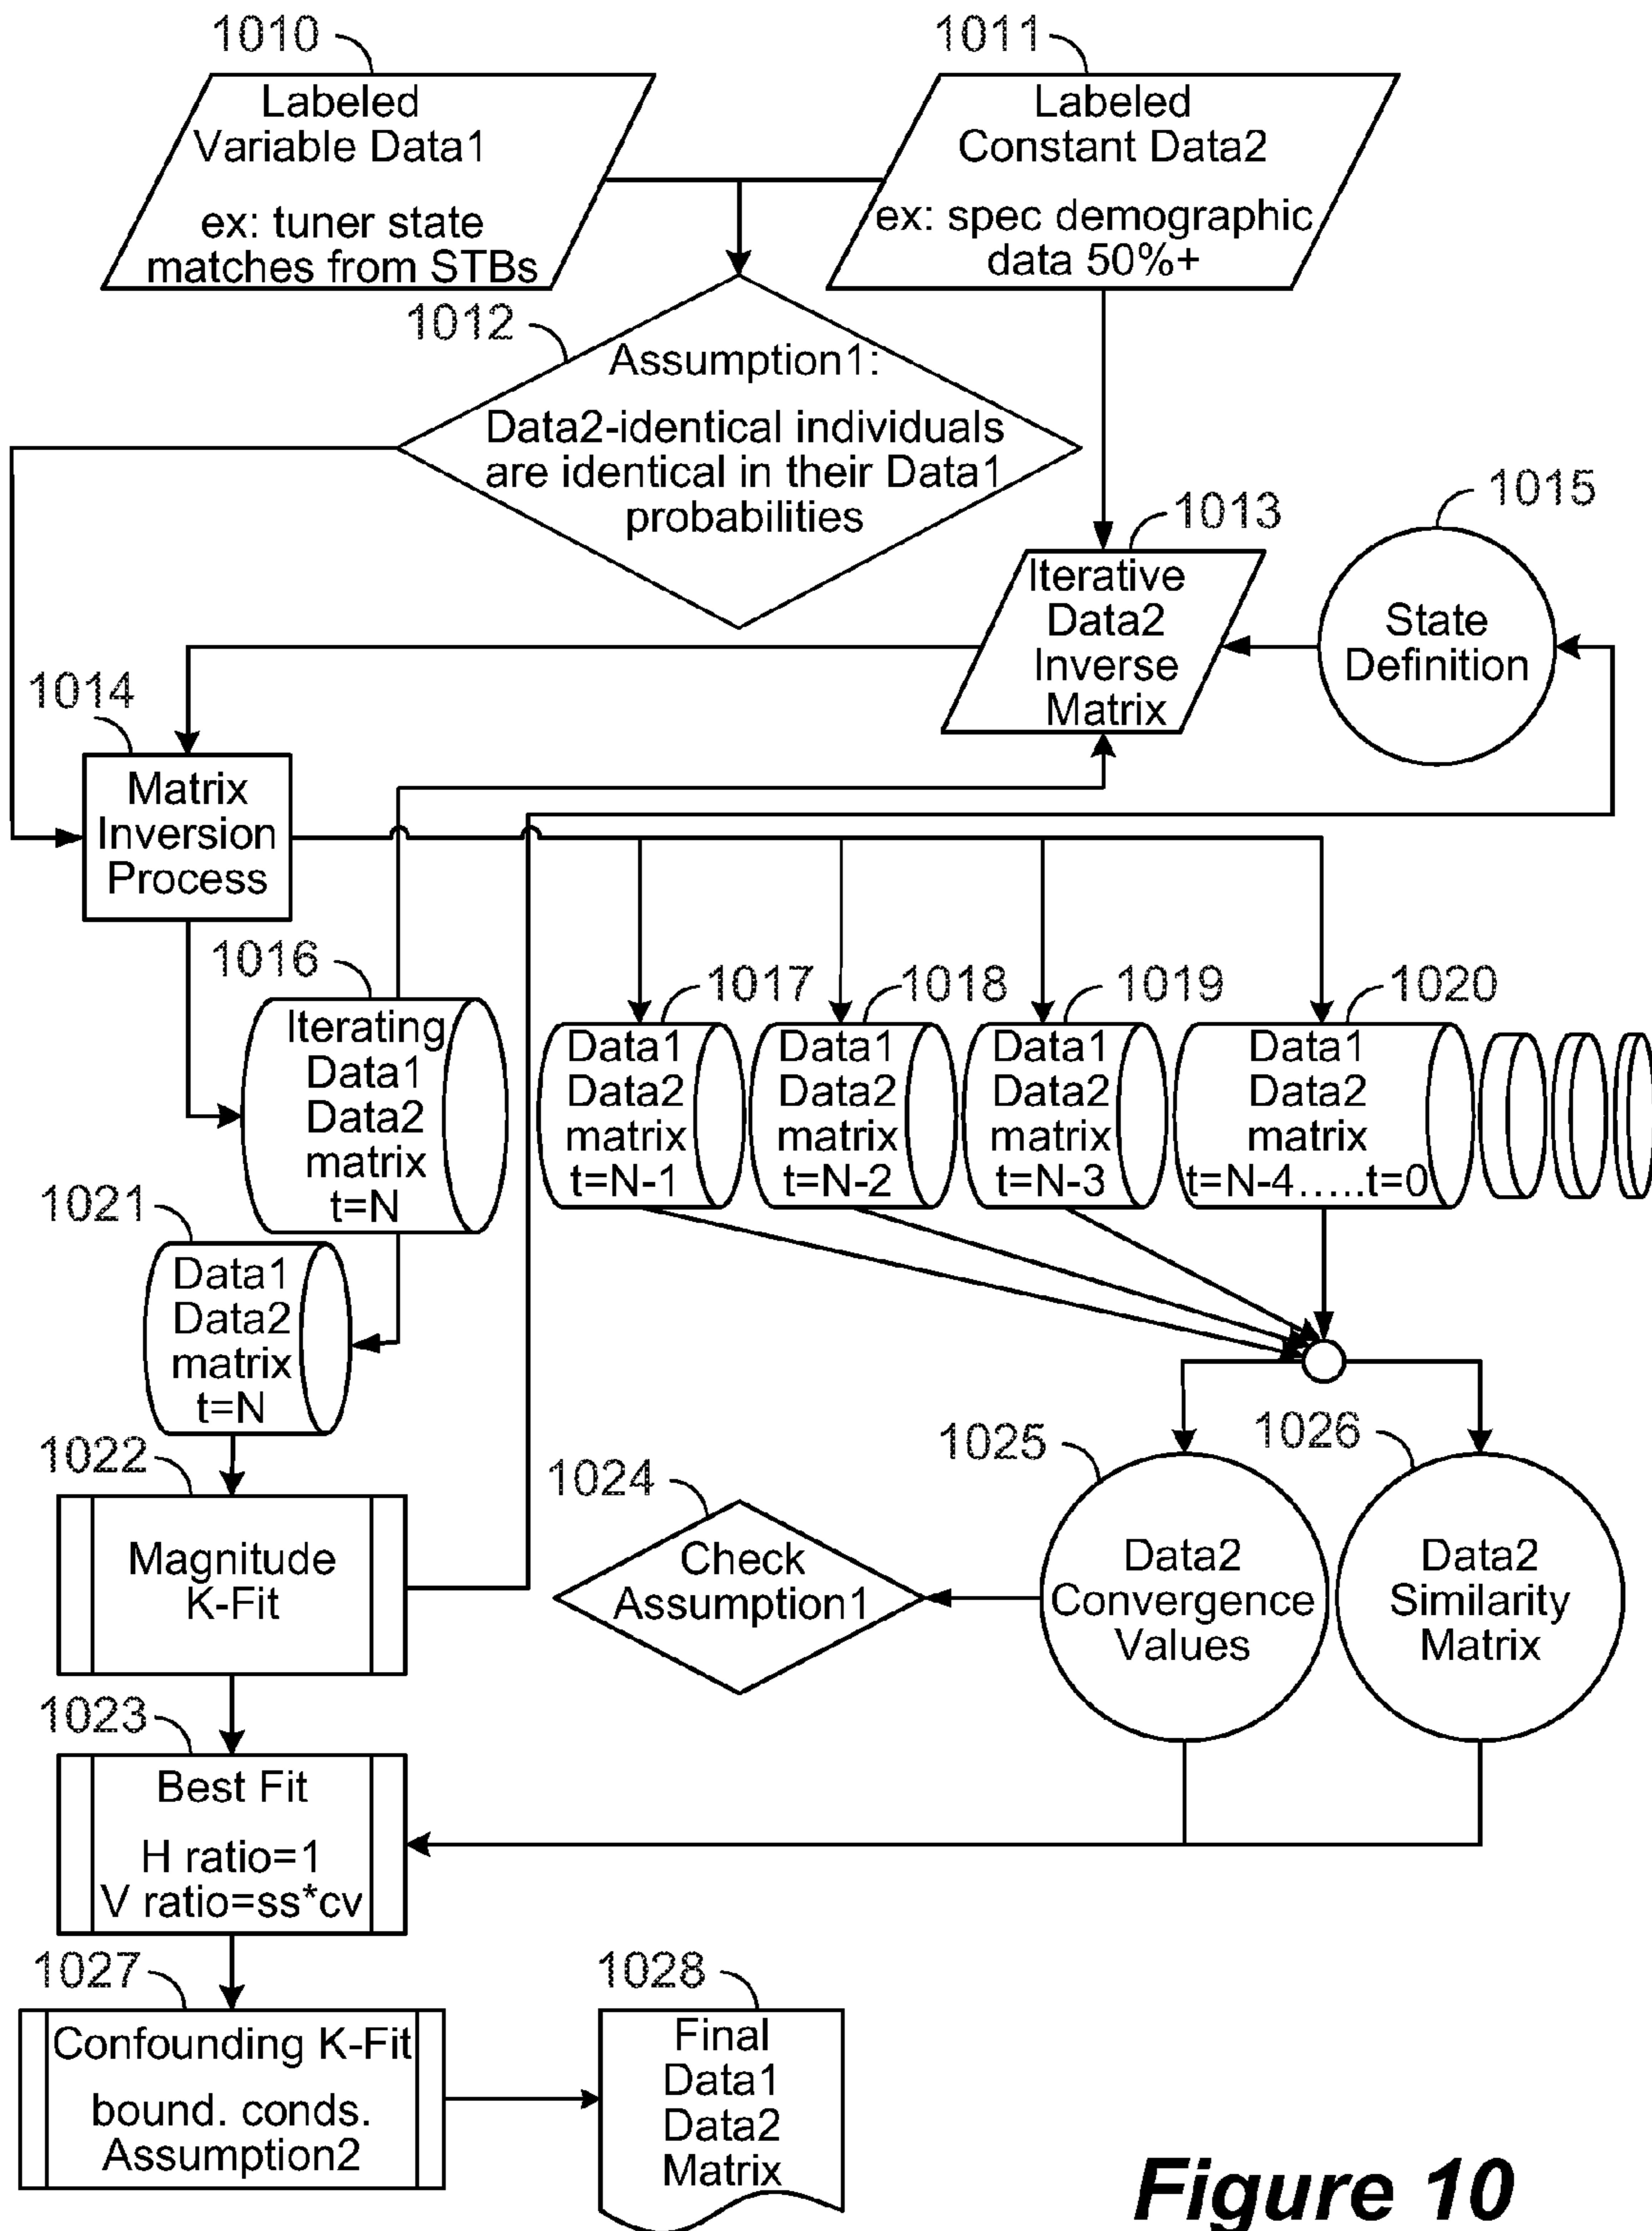 1010
Labeled
Variable Data1
ex: tuner state
matches from STBs
1011
Labeled
Constant Data2
ex: spec demographic
data 50%+
1012
Assumption1:
Data2-identical individuals
are identical in their Data1
probabilities
1013
Iterative
Data2
Inverse
Matrix
1015
State
Definition
1014
Matrix
Inversion
Process
1016
Iterating
Data1
Data2
matrix
t=N
1017
Data1
Data2
matrix
t=N-1
1018
Data1
Data2
matrix
t=N-2
1019
Data1
Data2
matrix
t=N-3
1020
Data1
Data2
matrix
t=N-4.....t=0
1021
Data1
Data2
matrix
t=N
1022
Magnitude
K-Fit
1024
Check
Assumption1
1025
Data2
Convergence
Values
1026
Data2
Similarity
Matrix
1023
Best Fit
H ratio=1
V ratio=ss*cv
1027
Confounding K-Fit
bound. conds.
Assumption2
1028
Final
Data1
Data2
Matrix
Figure 10